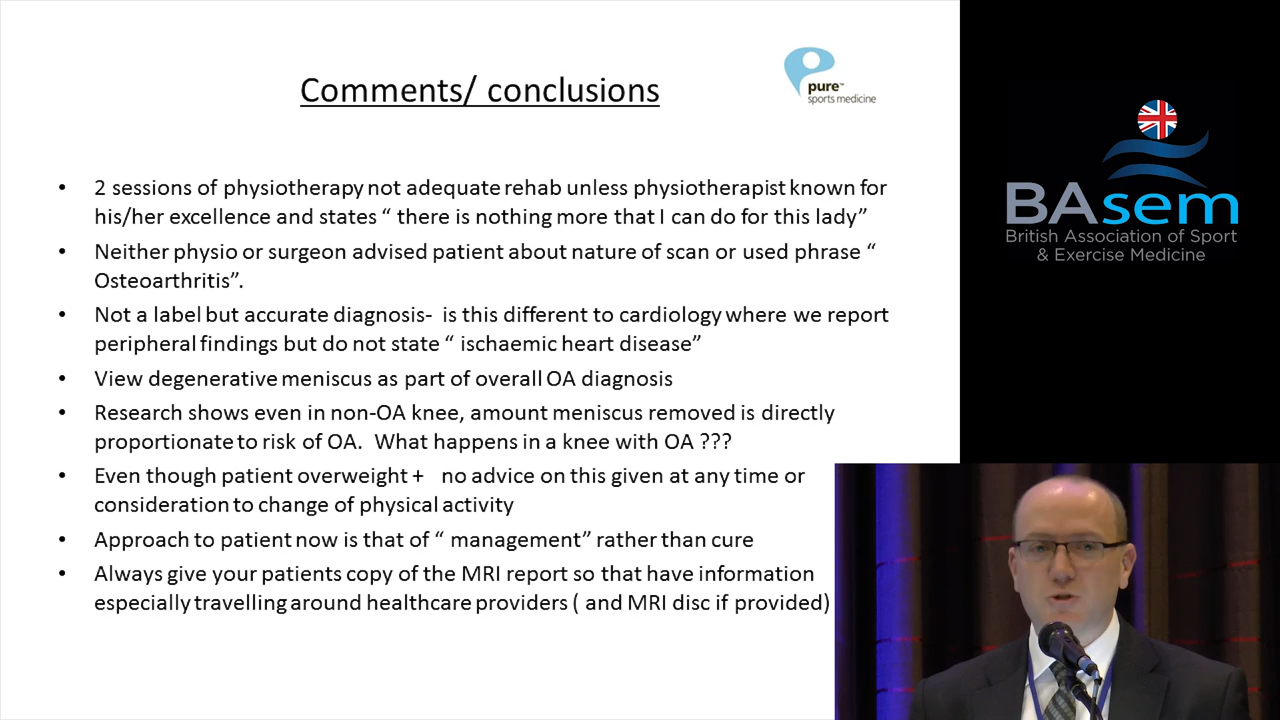 Comments/ conclusions
pure™
sports medicine
• 2 sessions of physiotherapy not adequate rehab unless physiotherapist known for
his/her excellence and states “ there is nothing more that I can do for this lady”
• Neither physio or surgeon advised patient about nature of scan or used phrase “
Osteoarthritis”.
• Not a label but accurate diagnosis- is this different to cardiology where we report
peripheral findings but do not state “ ischaemic heart disease”
• View degenerative meniscus as part of overall OA diagnosis
• Research shows even in non-OA knee, amount meniscus removed is directly
proportionate to risk of OA. What happens in a knee with OA ???
• Even though patient overweight + no advice on this given at any time or
consideration to change of physical activity
• Approach to patient now is that of “ management” rather than cure
• Always give your patients copy of the MRI report so that have information
especially travelling around healthcare providers ( and MRI disc if provided)
BAsem
British Association of Sport
& Exercise Medicine